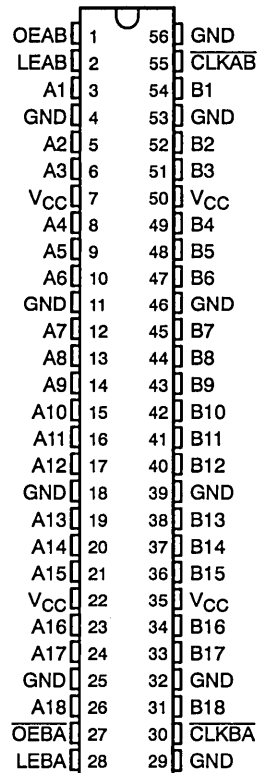 OEAB 1 56 GND
LEAB 2 55 CLKAB
A1 3 54 B1
GND 4 53 GND
A2 5 52 B2
A3 6 51 B3
VCC 7 50 VCC
A4 8 49 B4
A5 9 48 B5
A6 10 47 B6
GND 11 46 GND
A7 12 45 B7
A8 13 44 B8
A9 14 43 B9
A10 15 42 B10
A11 16 41 B11
A12 17 40 B12
GND 18 39 GND
A13 19 38 B13
A14 20 37 B14
A15 21 36 B15
VCC 22 35 VCC
A16 23 34 B16
A17 24 33 B17
GND 25 32 GND
A18 26 31 B18
OEBA 27 30 CLKBA
LEBA 28 29 GND